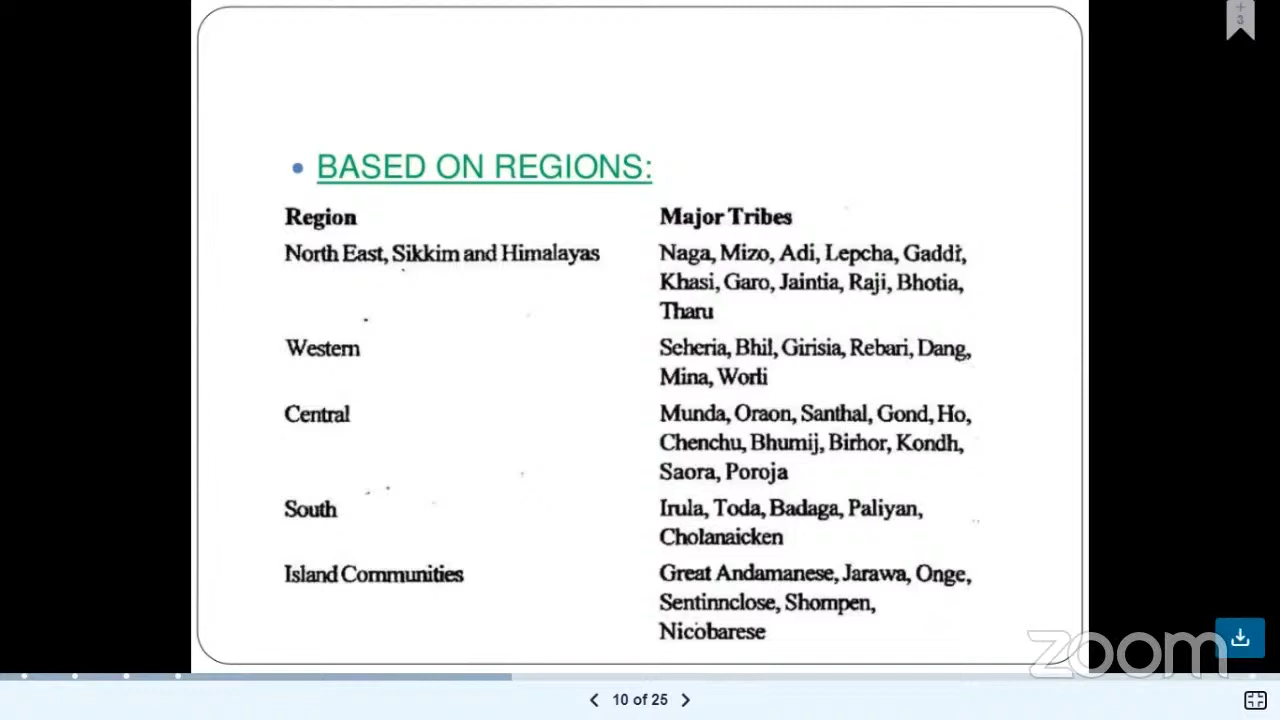 +
3
• BASED ON REGIONS:
Region Major Tribes
North East, Sikkim and Himalayas Naga, Mizo, Adi, Lepcha, Gaddi,
Khasi, Garo, Jaintia, Raji, Bhotia,
Tharu
Western Seheria, Bhil, Girisia, Rebari, Dang,
Mina, Worli
Central Munda, Oraon, Santhal, Gond, Ho,
Chenchu, Bhumij, Birhor, Kondh,
Saora, Poroja
South Irula, Toda, Badaga, Paliyan,
Cholanaicken
Island Communities Great Andamanese, Jarawa, Onge,
Sentinnclose, Shompen,
Nicobarese
zoom
10 of 25